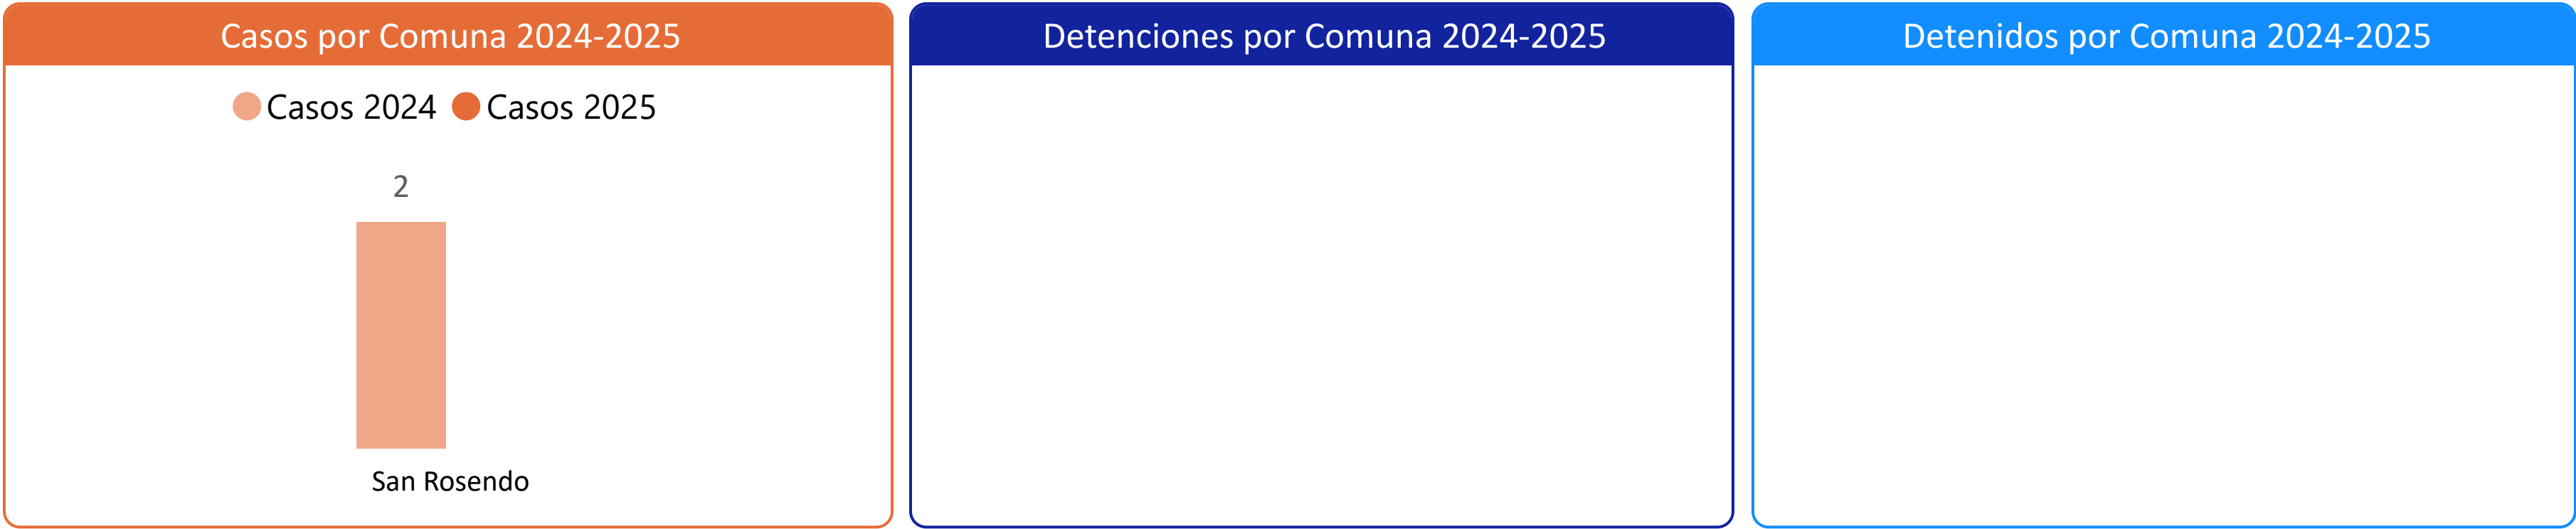 Casos por Comuna 2024-2025
Casos 2024 Casos 2025
2
San Rosendo
Detenciones por Comuna 2024-2025
Detenidos por Comuna 2024-2025